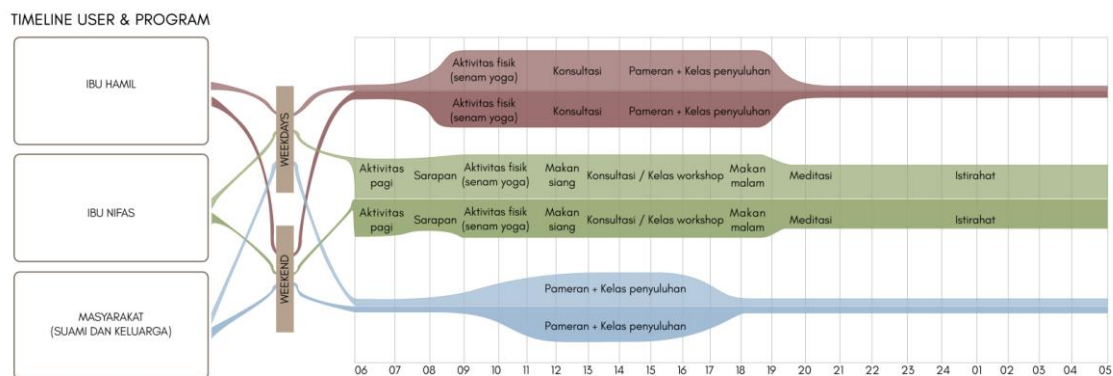 TIMELINE USER & PROGRAM
IBU HAMIL
IBU NIFAS
MASYARAKAT
(SUAMI DAN KELUARGA)
WEEKDAYS
WEEKEND
Aktivitas fisik
(senam yoga)
Konsultasi
Pameran + Kelas penyuluhan
Aktivitas fisik
(senam yoga)
Konsultasi
Pameran + Kelas penyuluhan
Aktivitas
pagi
Sarapan
Aktivitas fisik
(senam yoga)
Makan
siang
Konsultasi / Kelas workshop
Makan
malam
Meditasi
Istirahat
Aktivitas
pagi
Sarapan
Aktivitas fisik
(senam yoga)
Makan
siang
Konsultasi / Kelas workshop
Makan
malam
Meditasi
Istirahat
Pameran + Kelas penyuluhan
Pameran + Kelas penyuluhan
06 07 08 09 10 11 12 13 14 15 16 17 18 19 20 21 22 23 24 01 02 03 04 05